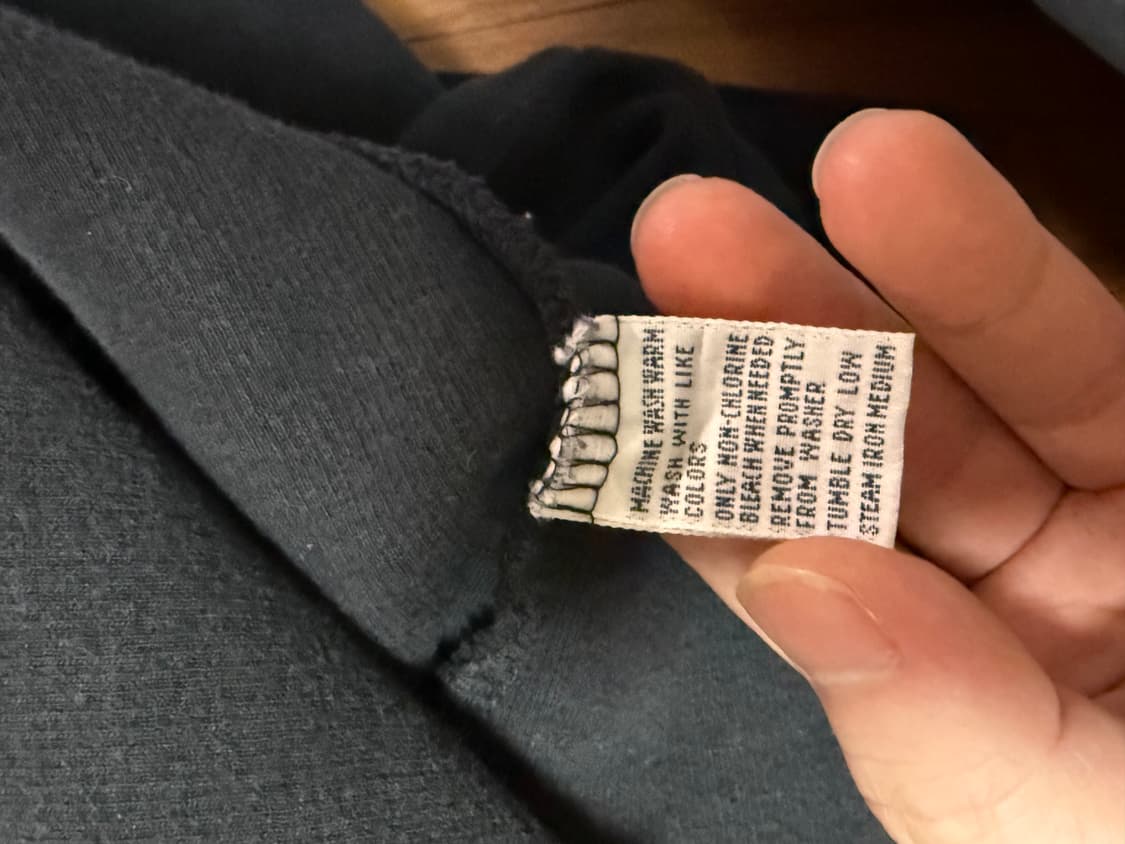 MACHINE WASH WARM
WASH WITH LIKE
COLORS
ONLY NON-CHLORINE
BLEACH WHEN NEEDED
REMOVE PROMPTLY
FROM WASHER
TUMBLE DRY LOW
STEAM IRON MEDIUM